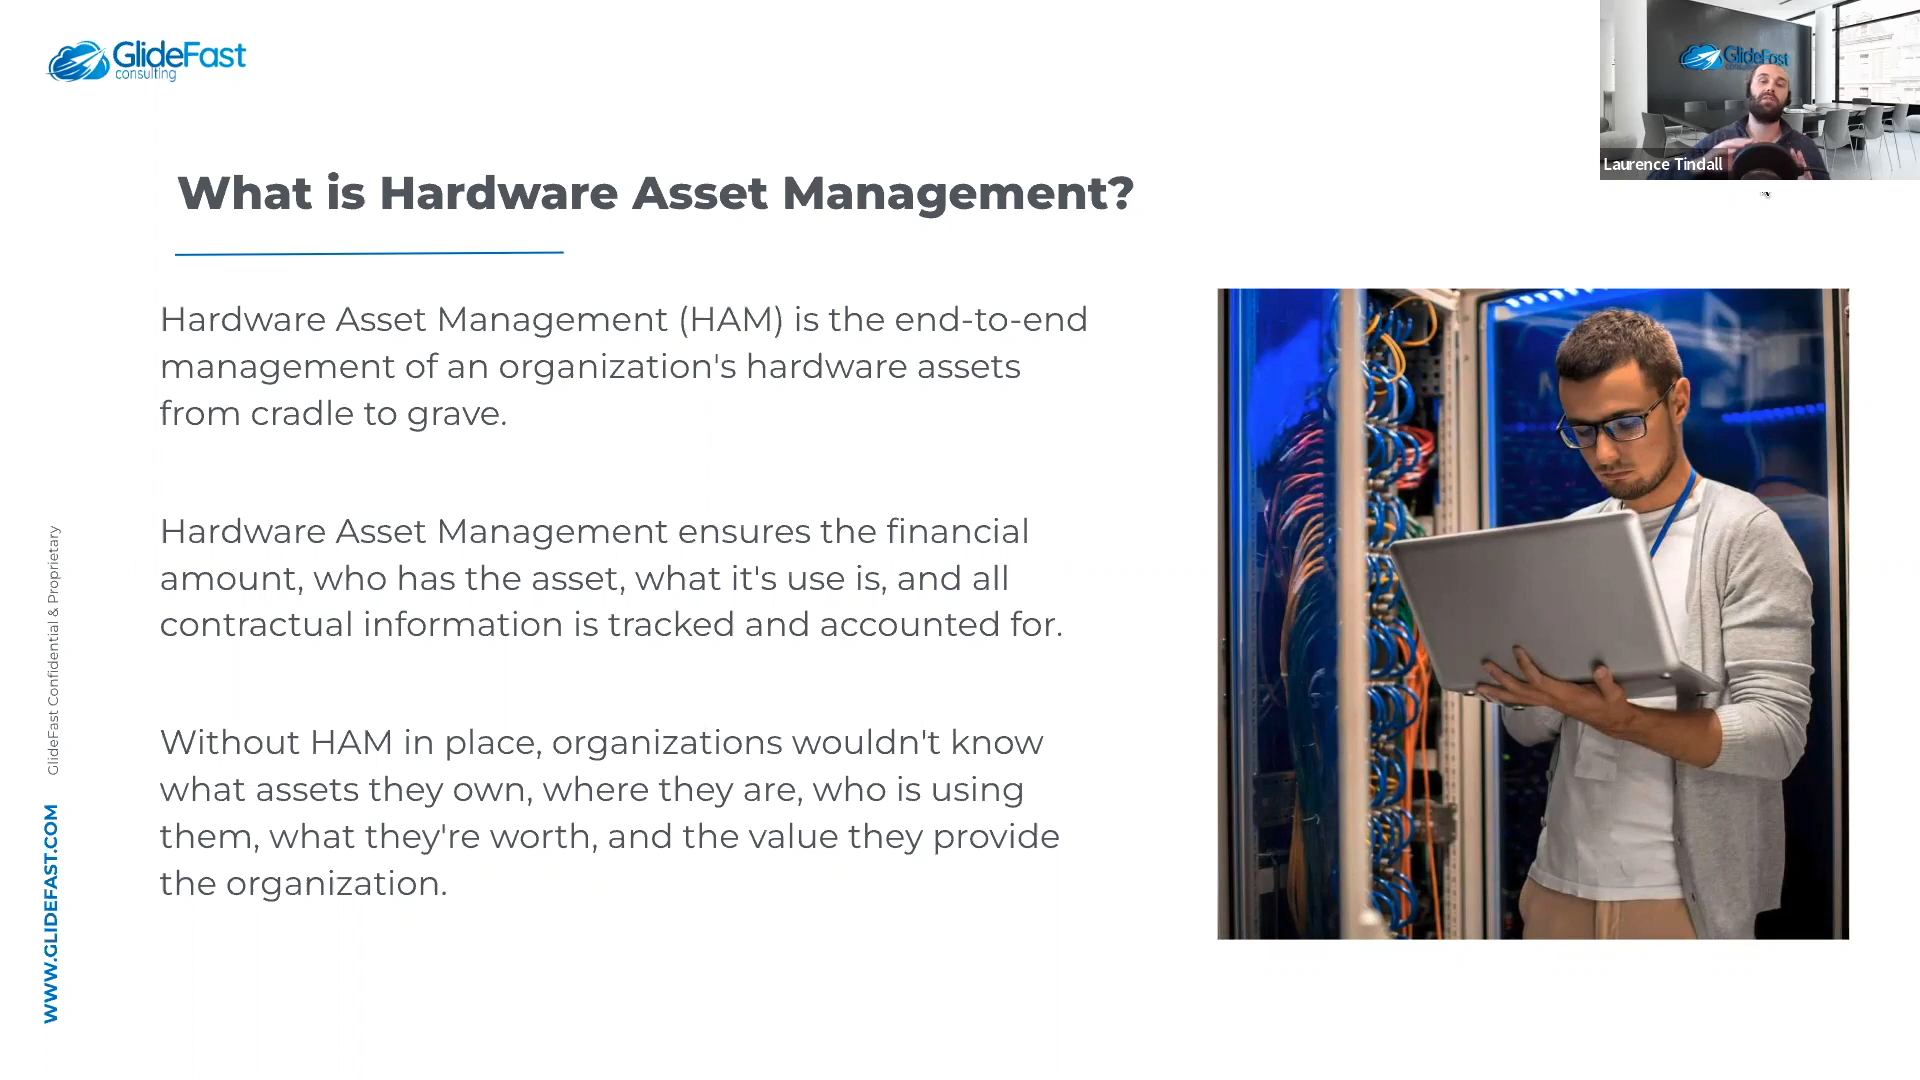 GlideFast
consulting
GlideFast
Laurence Tindall
What is Hardware Asset Management?
Hardware Asset Management (HAM) is the end-to-end
management of an organization's hardware assets
from cradle to grave.
Hardware Asset Management ensures the financial
amount, who has the asset, what it's use is, and all
contractual information is tracked and accounted for.
Without HAM in place, organizations wouldn't know
what assets they own, where they are, who is using
them, what they're worth, and the value they provide
the organization.
WWW.GLIDEFAST.COM
GlideFast Confidential & Proprietary